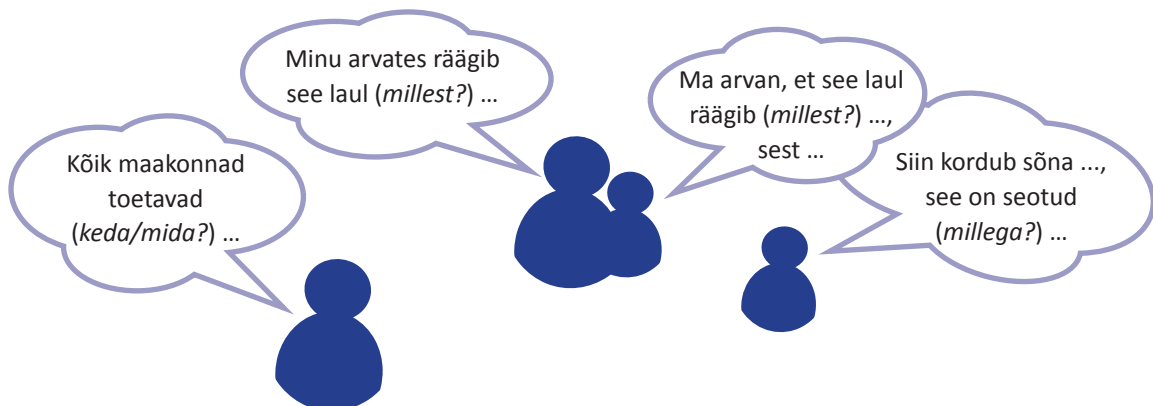 Minu arvates räägib
see laul (millest?) ...
Ma arvan, et see laul
räägib (millest?) ...,
sest ...
Kõik maakonnad
toetavad
(keda/mida?) ...
Siin kordub sõna ...,
see on seotud
(millega?) ...